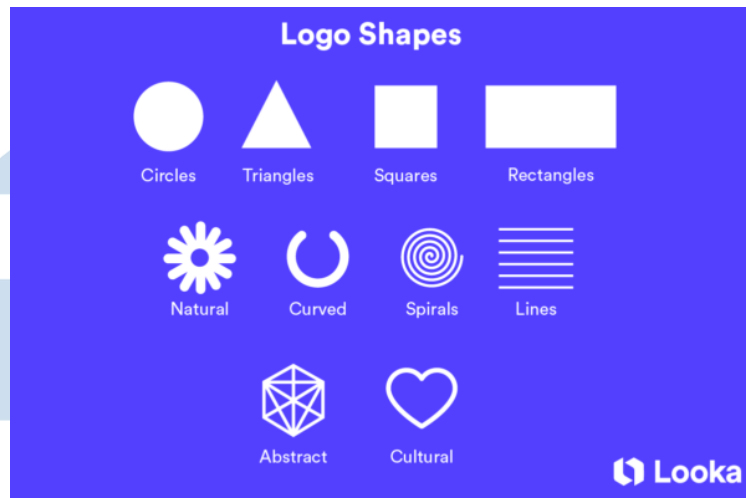 Logo Shapes
Circles Triangles Squares Rectangles
Natural Curved Spirals Lines
Abstract Cultural
Looka